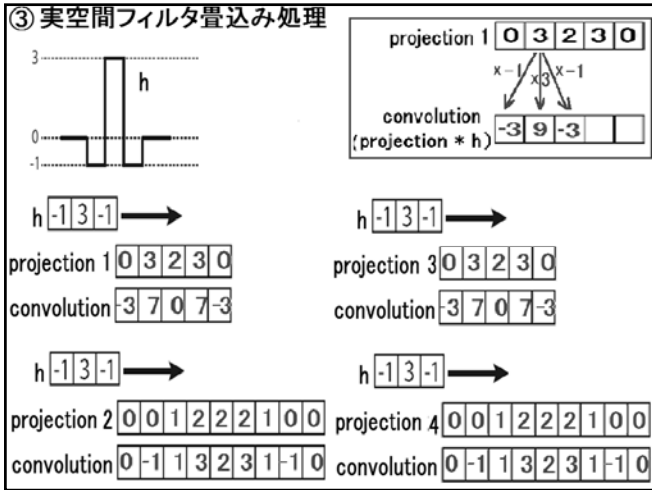 ③ 実空間フィルタ畳込み処理
3
h
0
-1
projection 1 0 3 2 3 0
×-1 ×3 ×-1
convolution
(projection * h) -3 9 -3
h -1 3 -1
projection 1 0 3 2 3 0
convolution -3 7 0 7 -3
h -1 3 -1
projection 3 0 3 2 3 0
convolution -3 7 0 7 -3
h -1 3 -1
projection 2 0 0 1 2 2 2 1 0 0
convolution 0 -1 1 3 2 3 1 -1 0
h -1 3 -1
projection 4 0 0 1 2 2 2 1 0 0
convolution 0 -1 1 3 2 3 1 -1 0